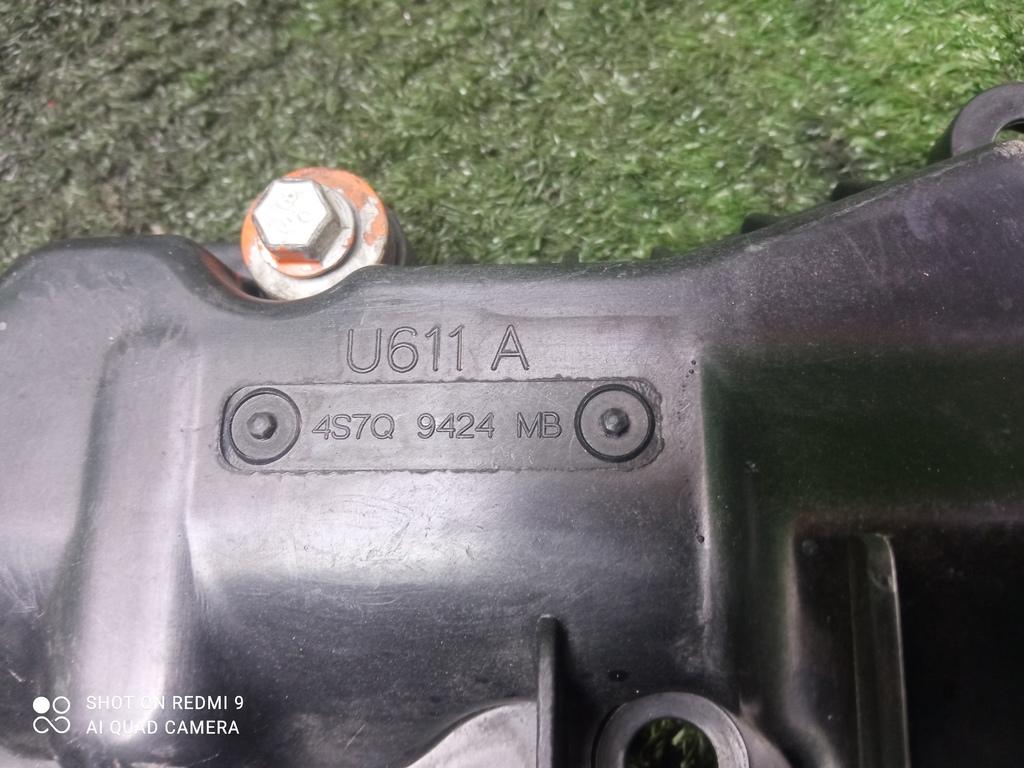 U611 A
4S7Q 9424 MB
SHOT ON REDMI 9
AI QUAD CAMERA